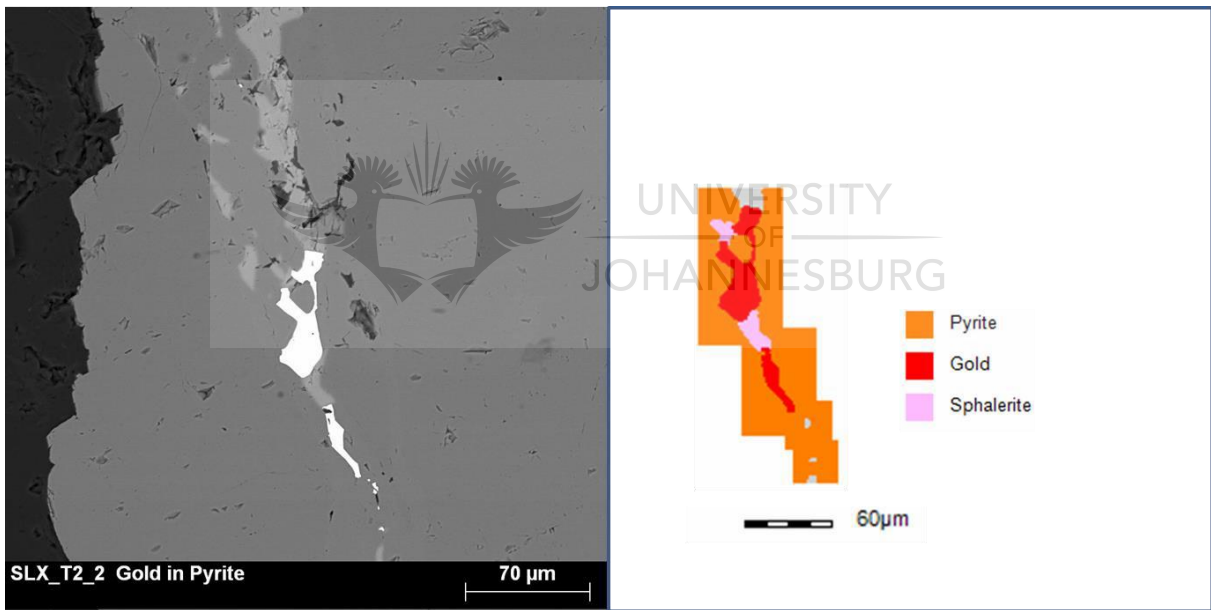 UNIVERSITY
OF
JOHANNESBURG
Pyrite
Gold
Sphalerite
60µm
SLX_T2_2 Gold in Pyrite
70 µm